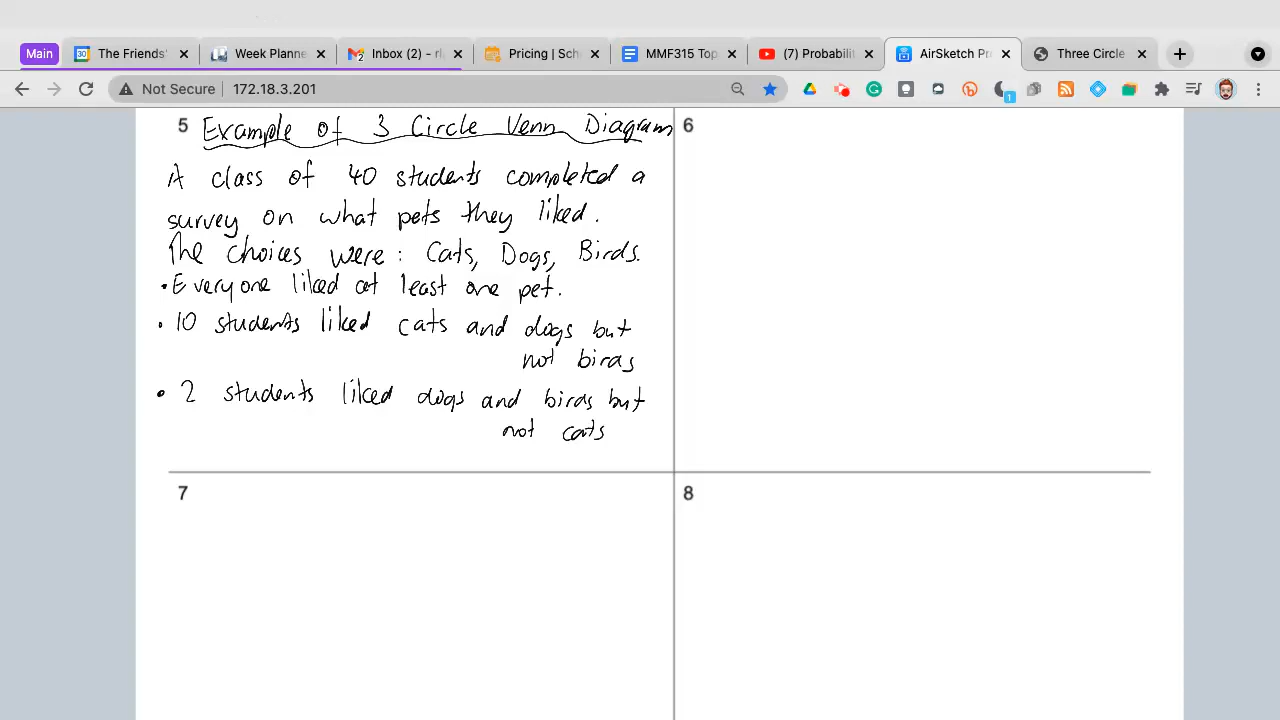 Main
30 The Friends'
Week Planne
Inbox (2) - rl
Pricing | Sch
MMF315 Top
(7) Probabilit
AirSketch Pr
Three Circle
Not Secure 172.18.3.201
1
5 Example of 3 Circle Venn Diagram
A class of 40 students completed a
survey on what pets they liked.
The choices were: Cats, Dogs, Birds.
• Everyone liked at least one pet.
• 10 students liked cats and dogs but
not birds
• 2 students liked dogs and birds but
not cats
6
7
8